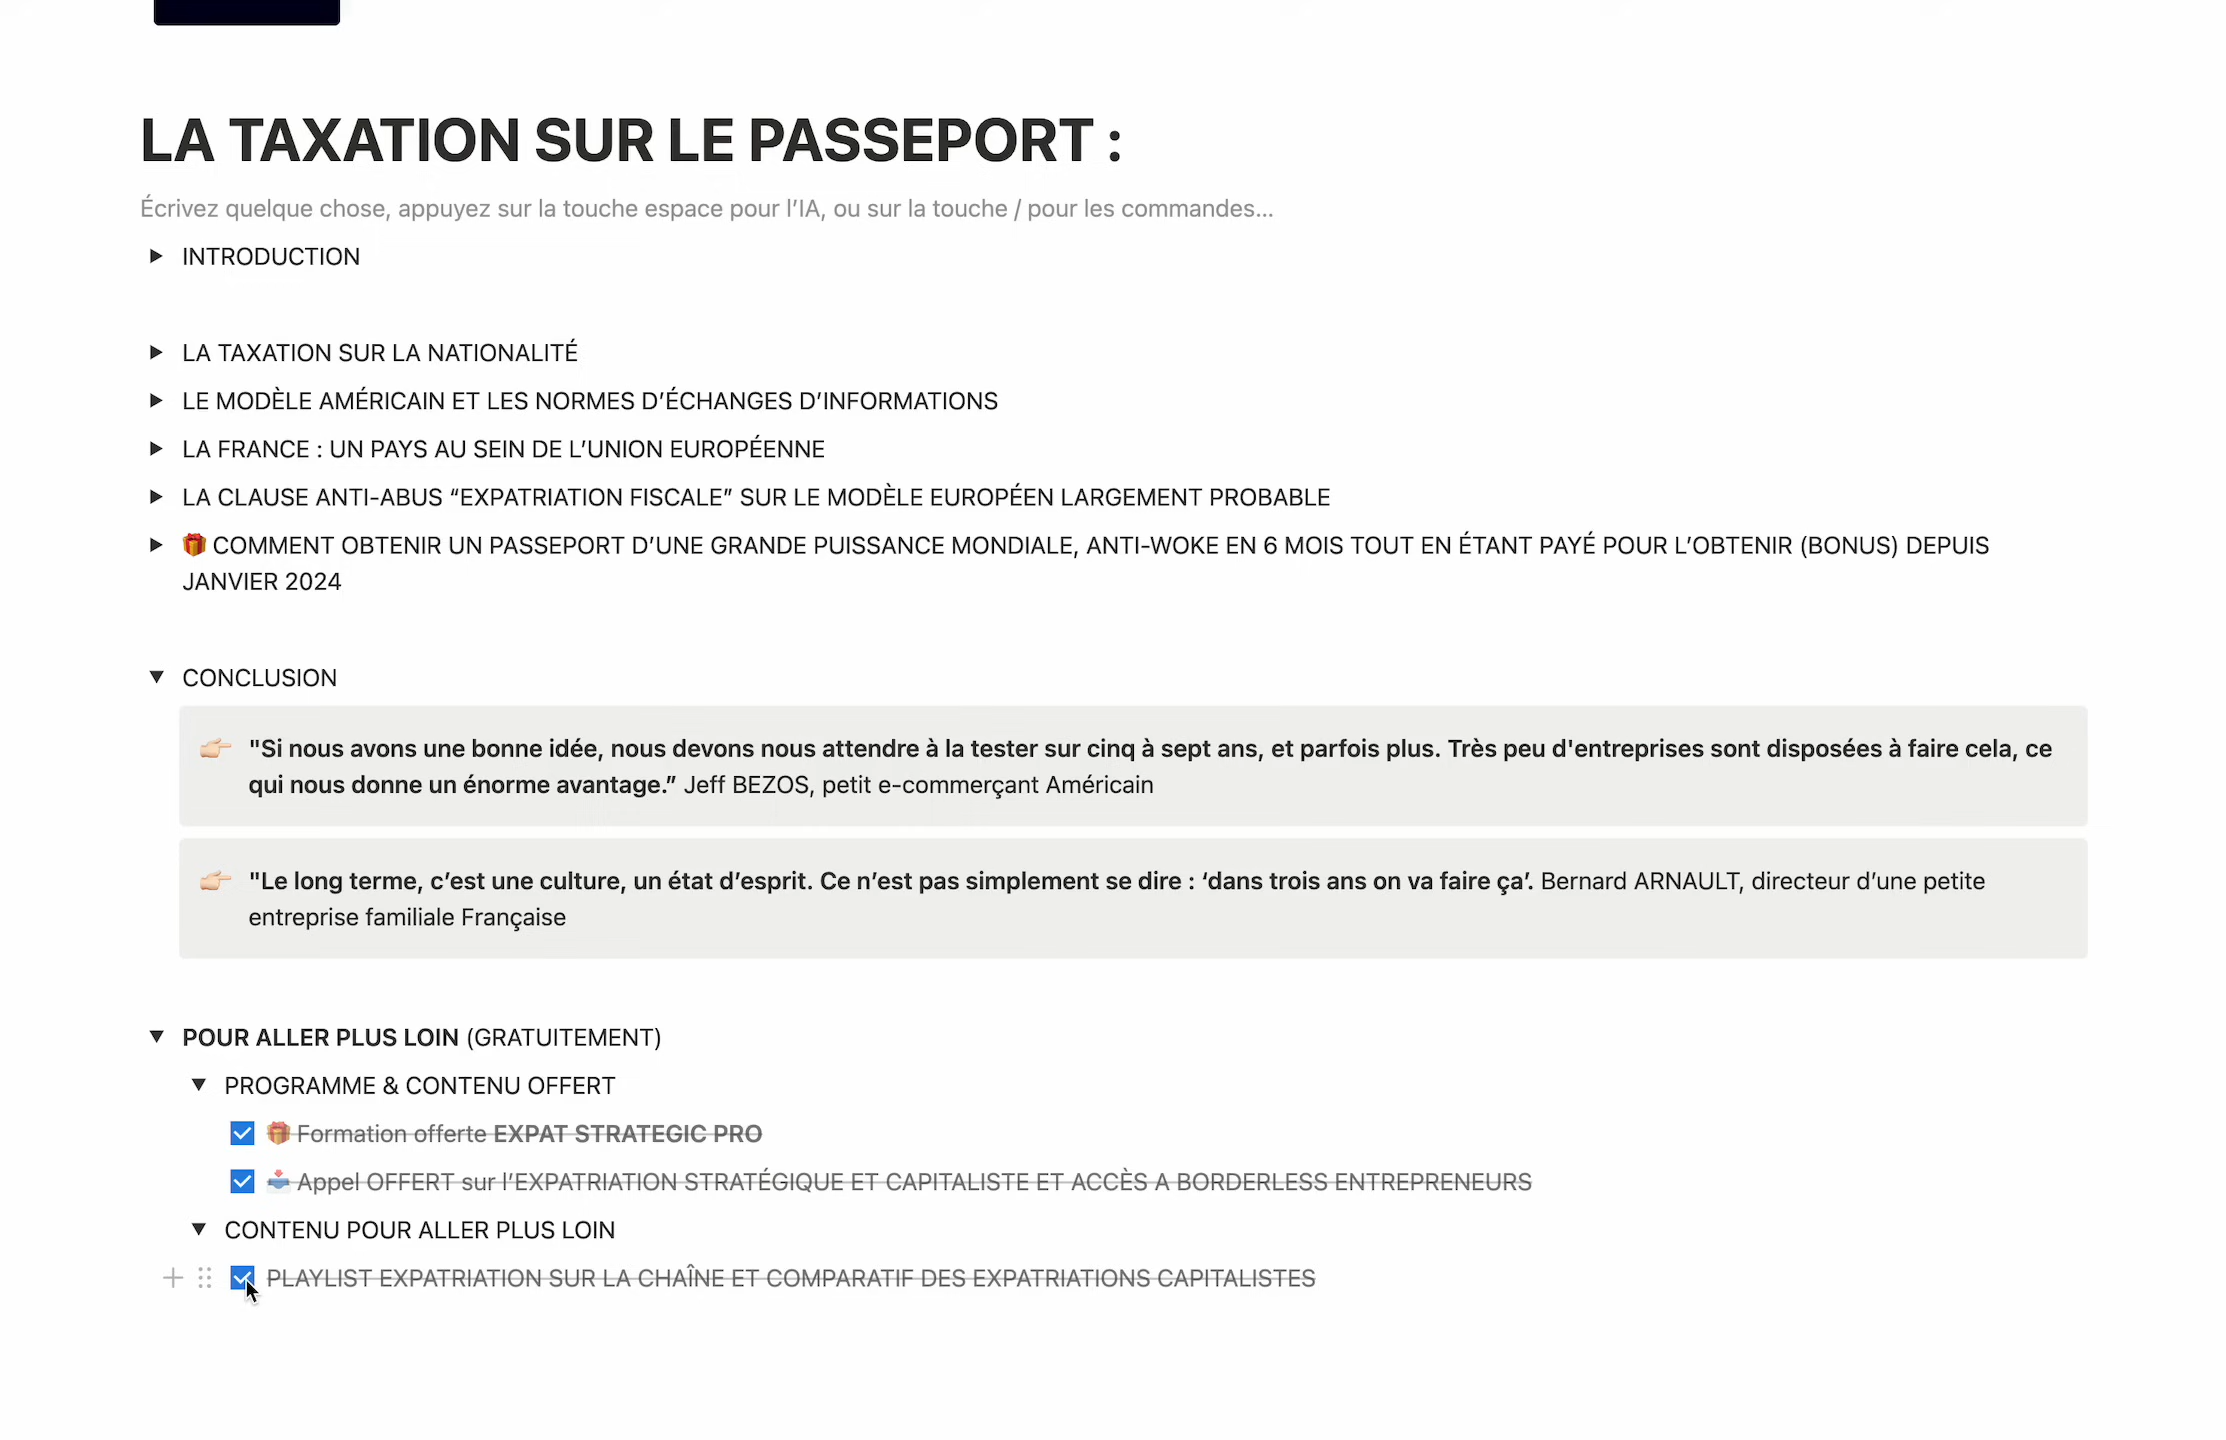 LA TAXATION SUR LE PASSEPORT :
Écrivez quelque chose, appuyez sur la touche espace pour l’IA, ou sur la touche / pour les commandes...
INTRODUCTION
LA TAXATION SUR LA NATIONALITÉ
LE MODÈLE AMÉRICAIN ET LES NORMES D’ÉCHANGES D’INFORMATIONS
LA FRANCE : UN PAYS AU SEIN DE L’UNION EUROPÉENNE
LA CLAUSE ANTI-ABUS “EXPATRIATION FISCALE” SUR LE MODÈLE EUROPÉEN LARGEMENT PROBABLE
🎁 COMMENT OBTENIR UN PASSEPORT D’UNE GRANDE PUISSANCE MONDIALE, ANTI-WOKE EN 6 MOIS TOUT EN ÉTANT PAYÉ POUR L’OBTENIR (BONUS) DEPUIS
JANVIER 2024
CONCLUSION
👉🏻 "Si nous avons une bonne idée, nous devons nous attendre à la tester sur cinq à sept ans, et parfois plus. Très peu d'entreprises sont disposées à faire cela, ce
qui nous donne un énorme avantage.” Jeff BEZOS, petit e-commerçant Américain
👉🏻 "Le long terme, c’est une culture, un état d’esprit. Ce n’est pas simplement se dire : ‘dans trois ans on va faire ça’. Bernard ARNAULT, directeur d’une petite
entreprise familiale Française
POUR ALLER PLUS LOIN (GRATUITEMENT)
PROGRAMME & CONTENU OFFERT
🎁 Formation offerte EXPAT STRATEGIC PRO
📥 Appel OFFERT sur l’EXPATRIATION STRATÉGIQUE ET CAPITALISTE ET ACCÈS A BORDERLESS ENTREPRENEURS
CONTENU POUR ALLER PLUS LOIN
PLAYLIST EXPATRIATION SUR LA CHAÎNE ET COMPARATIF DES EXPATRIATIONS CAPITALISTES